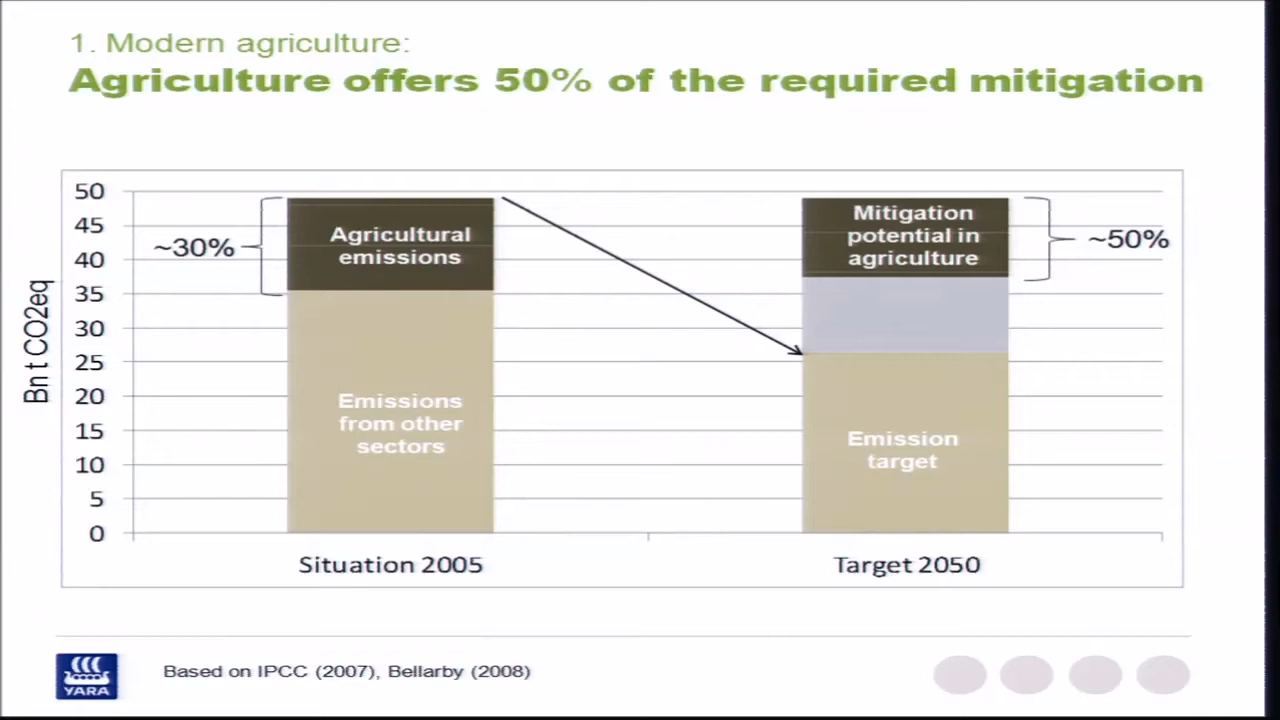 1. Modern agriculture:
Agriculture offers 50% of the required mitigation
50
45
40
35
30
25
20
15
10
5
0
Bn t CO2eq
~30%
Agricultural
emissions
Emissions
from other
sectors
Mitigation
potential in
agriculture
~50%
Emission
target
Situation 2005
Target 2050
YARA
Based on IPCC (2007), Bellarby (2008)